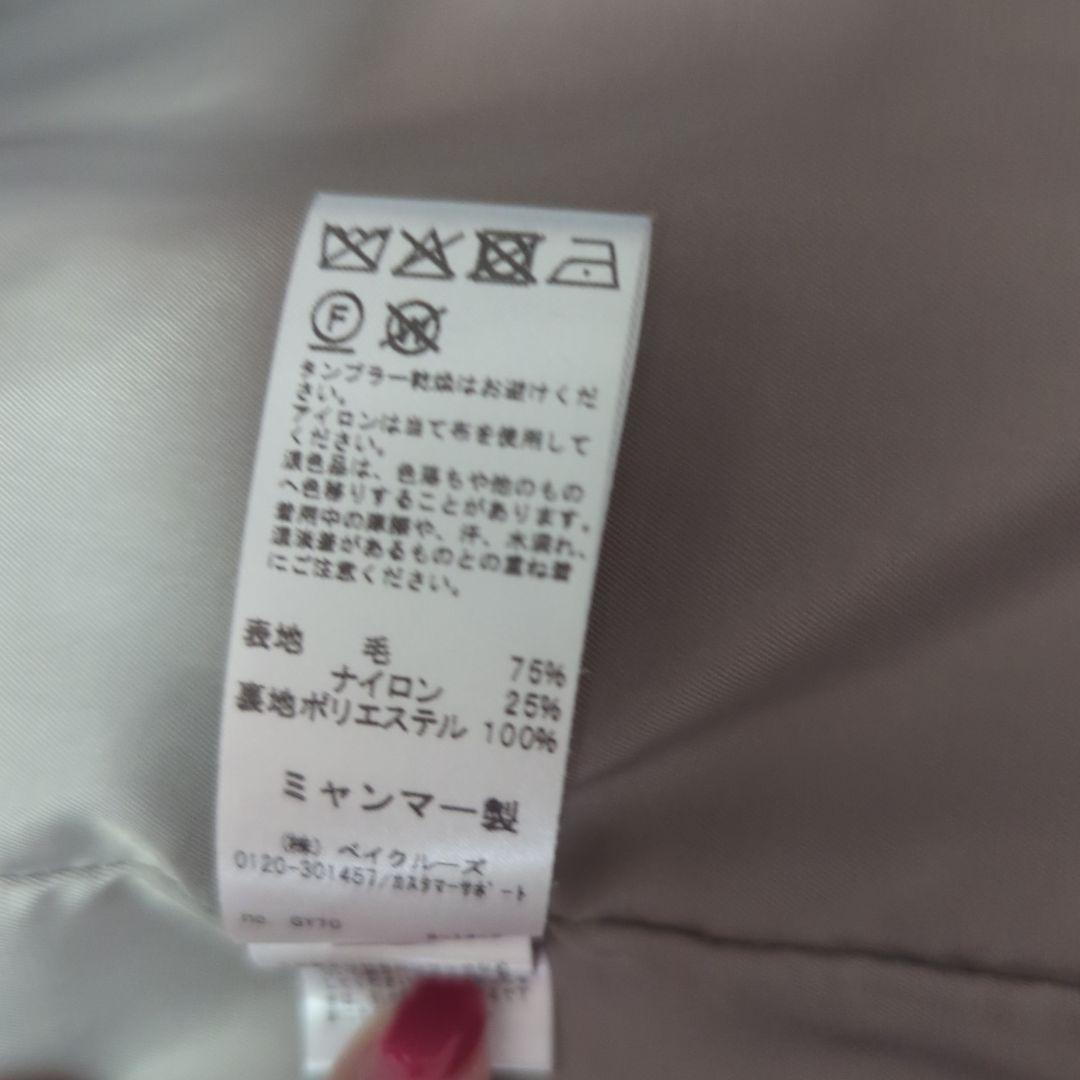 F W
タンブラー乾燥はお避けくだ
さい。
アイロンは当て布を使用して
ください。
濃色品は、色落ちや他のもの
へ色移りすることがあります。
着用中の摩擦や、汗、水濡れ、
濃淡差があるものとの重ね着
にご注意ください。
表地 毛 75%
ナイロン 25%
裏地ポリエステル 100%
ミャンマー製
(株) ベイクルーズ
0120-301457/カスタマーサポート
no. GY7G